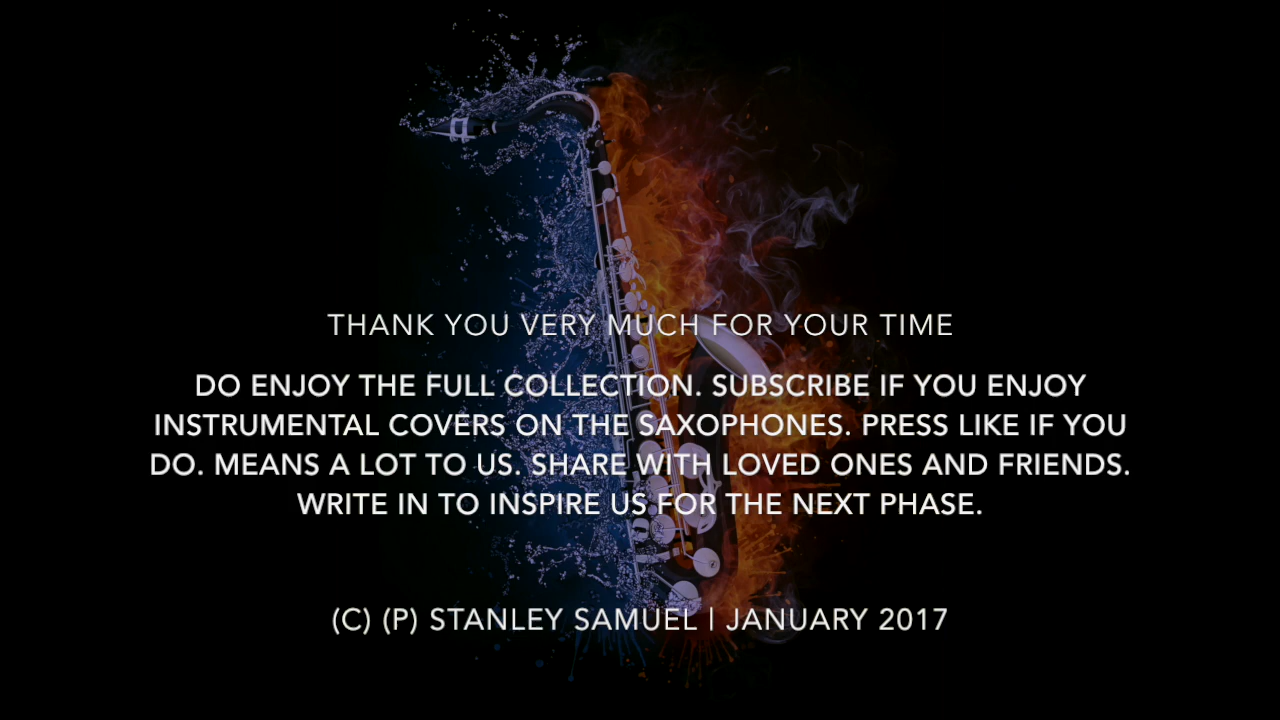 THANK YOU VERY MUCH FOR YOUR TIME
DO ENJOY THE FULL COLLECTION. SUBSCRIBE IF YOU ENJOY
INSTRUMENTAL COVERS ON THE SAXOPHONES. PRESS LIKE IF YOU
DO. MEANS A LOT TO US. SHARE WITH LOVED ONES AND FRIENDS.
WRITE IN TO INSPIRE US FOR THE NEXT PHASE.
(C) (P) STANLEY SAMUEL | JANUARY 2017